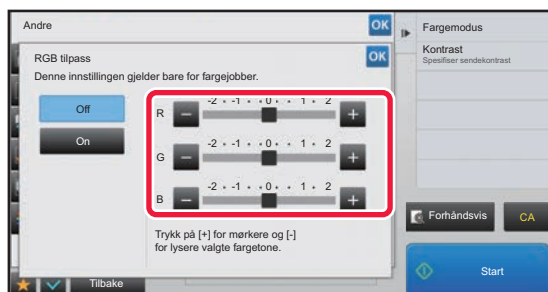 Andre
OK
RGB tilpass
OK
Denne innstillingen gjelder bare for fargejobber.
Off
On
R
-2 • -1 • • 0 • • 1 • 2
G
-2 • -1 • • 0 • • 1 • 2
B
-2 • -1 • • 0 • • 1 • 2
Trykk på [+] for mørkere og [-]
for lysere valgte fargetone.
Tilbake
Fargemodus
Kontrast
Spesifiser sendekontrast
Forhåndsvis
CA
Start